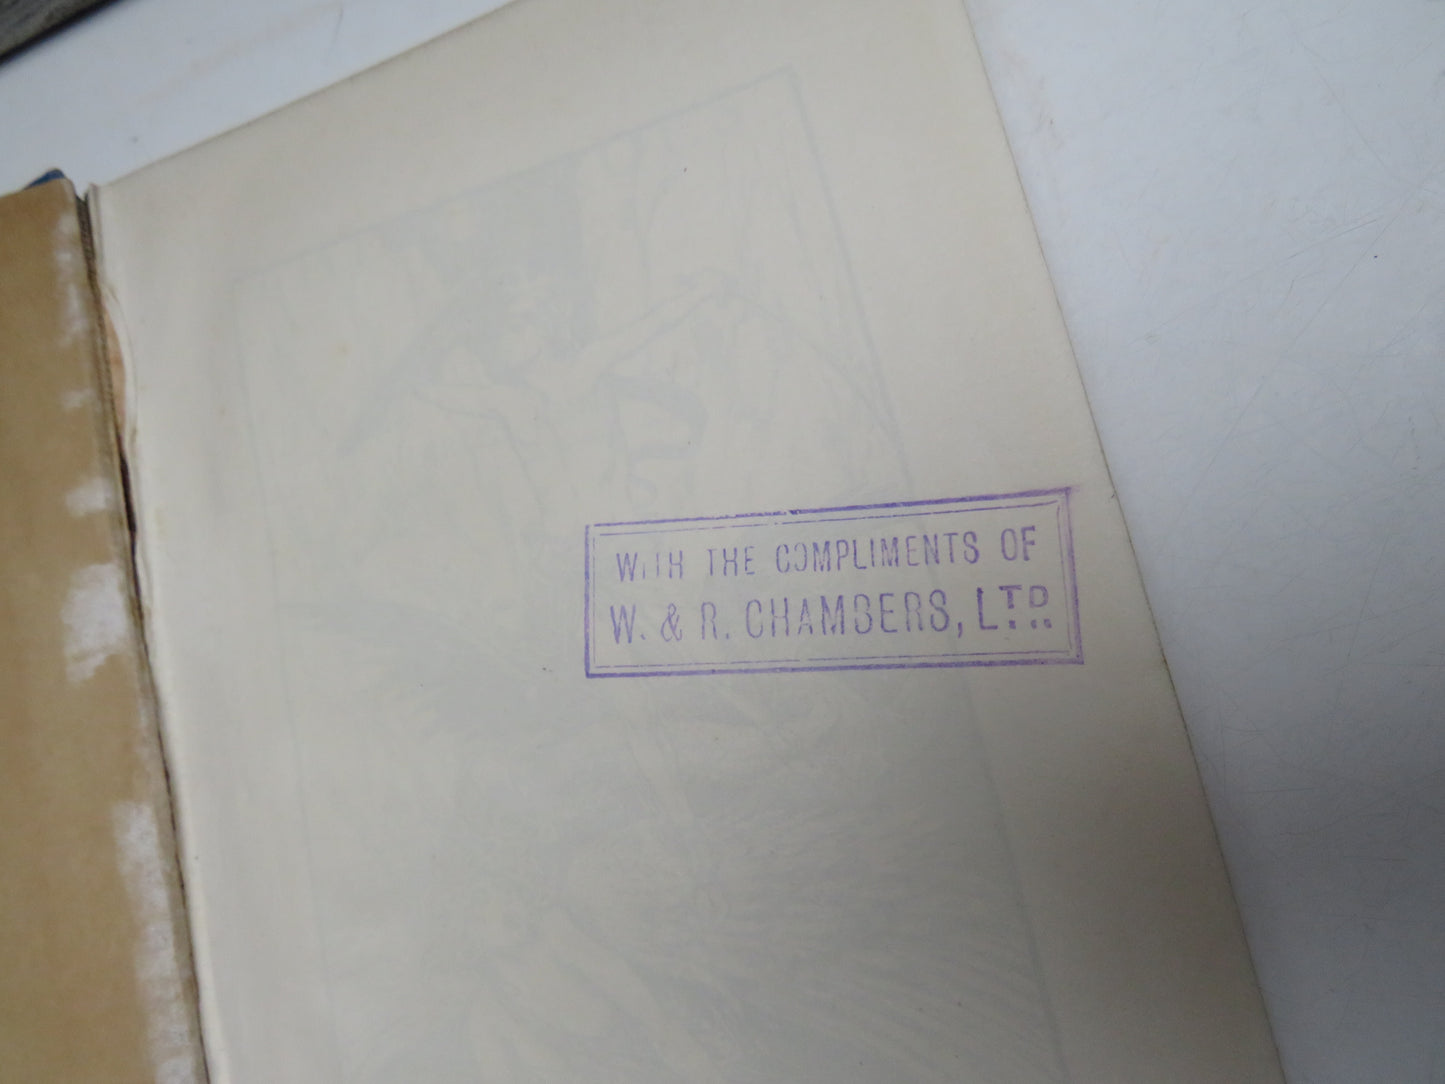 WITH THE COMPLIMENTS OF
W. & R. CHAMBERS, LTD.